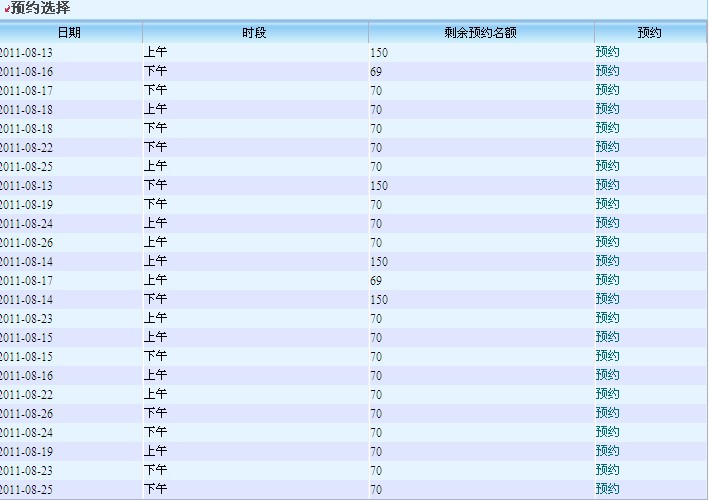 预约选择
日期 时段 剩余预约名额 预约
2011-08-13 上午 150 预约
2011-08-16 下午 69 预约
2011-08-17 下午 70 预约
2011-08-18 上午 70 预约
2011-08-18 下午 70 预约
2011-08-22 下午 70 预约
2011-08-25 上午 70 预约
2011-08-13 下午 150 预约
2011-08-19 下午 70 预约
2011-08-24 上午 70 预约
2011-08-26 上午 70 预约
2011-08-14 上午 150 预约
2011-08-17 上午 69 预约
2011-08-14 下午 150 预约
2011-08-23 上午 70 预约
2011-08-15 上午 70 预约
2011-08-15 下午 70 预约
2011-08-16 上午 70 预约
2011-08-22 上午 70 预约
2011-08-26 下午 70 预约
2011-08-24 下午 70 预约
2011-08-19 上午 70 预约
2011-08-23 下午 70 预约
2011-08-25 下午 70 预约